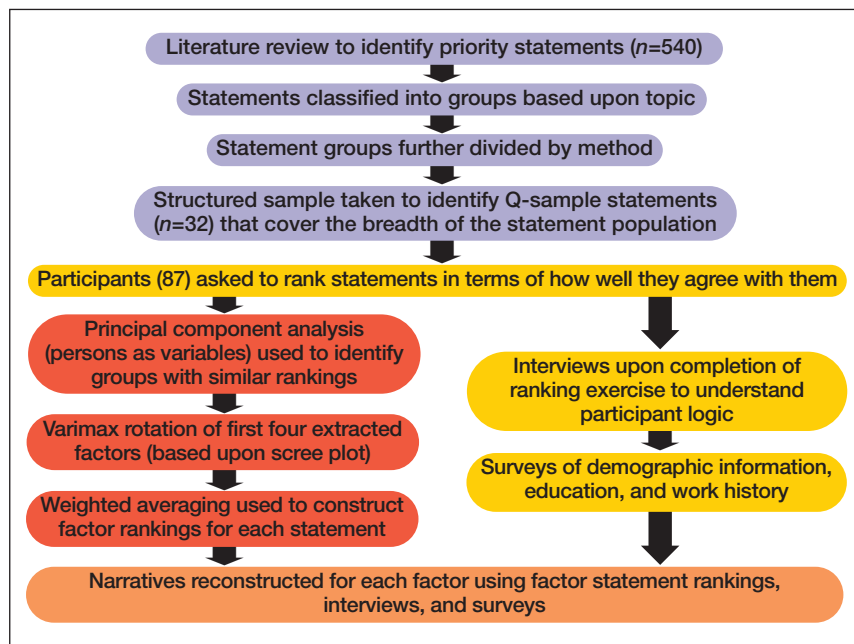 Literature review to identify priority statements (n=540)
Statements classified into groups based upon topic
Statement groups further divided by method
Structured sample taken to identify Q-sample statements
(n=32) that cover the breadth of the statement population
Participants (87) asked to rank statements in terms of how well they agree with them
Principal component analysis
(persons as variables) used to identify
groups with similar rankings
Varimax rotation of first four extracted
factors (based upon scree plot)
Weighted averaging used to construct
factor rankings for each statement
Interviews upon completion of
ranking exercise to understand
participant logic
Surveys of demographic information,
education, and work history
Narratives reconstructed for each factor using factor statement rankings,
interviews, and surveys